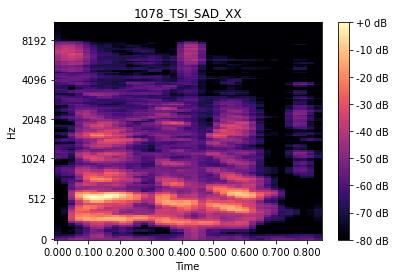 1078_TSI_SAD_XX
Hz
8192
4096
2048
1024
512
0
0.000 0.100 0.200 0.300 0.400 0.500 0.600 0.700 0.800
Time
+0 dB
-10 dB
-20 dB
-30 dB
-40 dB
-50 dB
-60 dB
-70 dB
-80 dB